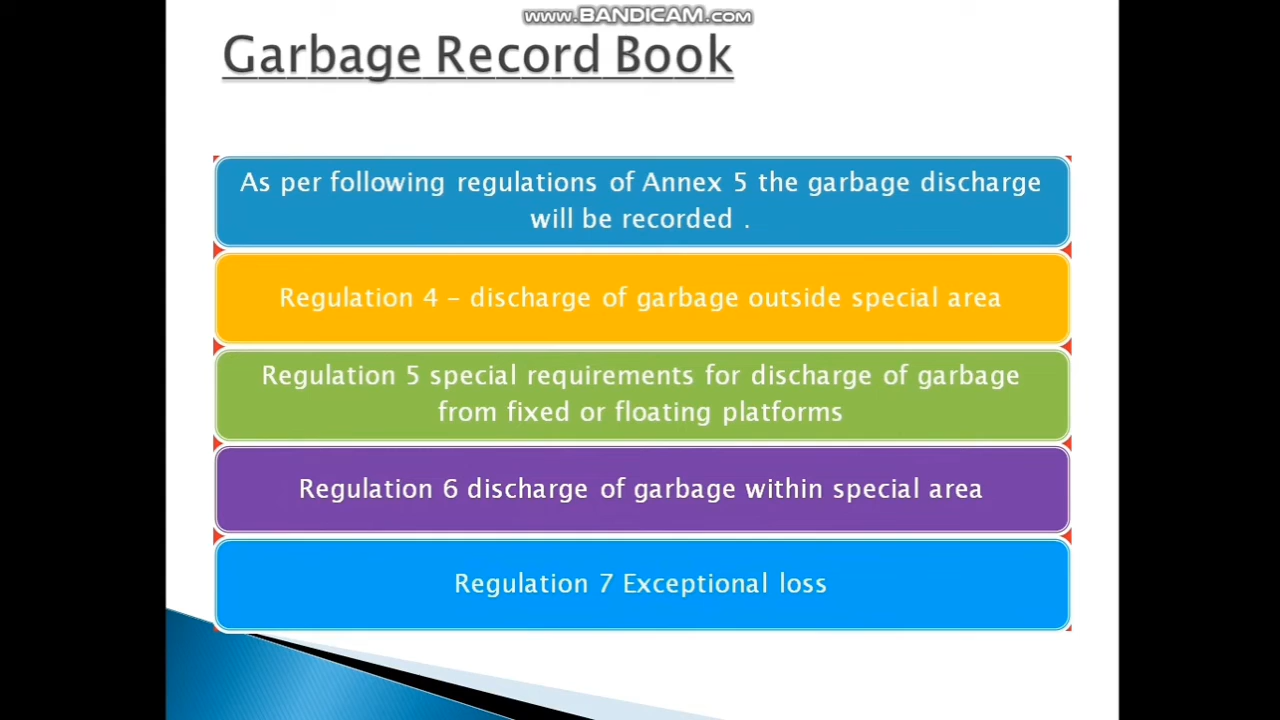 www.BANDICAM.com
Garbage Record Book
As per following regulations of Annex 5 the garbage discharge
will be recorded .
Regulation 4 – discharge of garbage outside special area
Regulation 5 special requirements for discharge of garbage
from fixed or floating platforms
Regulation 6 discharge of garbage within special area
Regulation 7 Exceptional loss